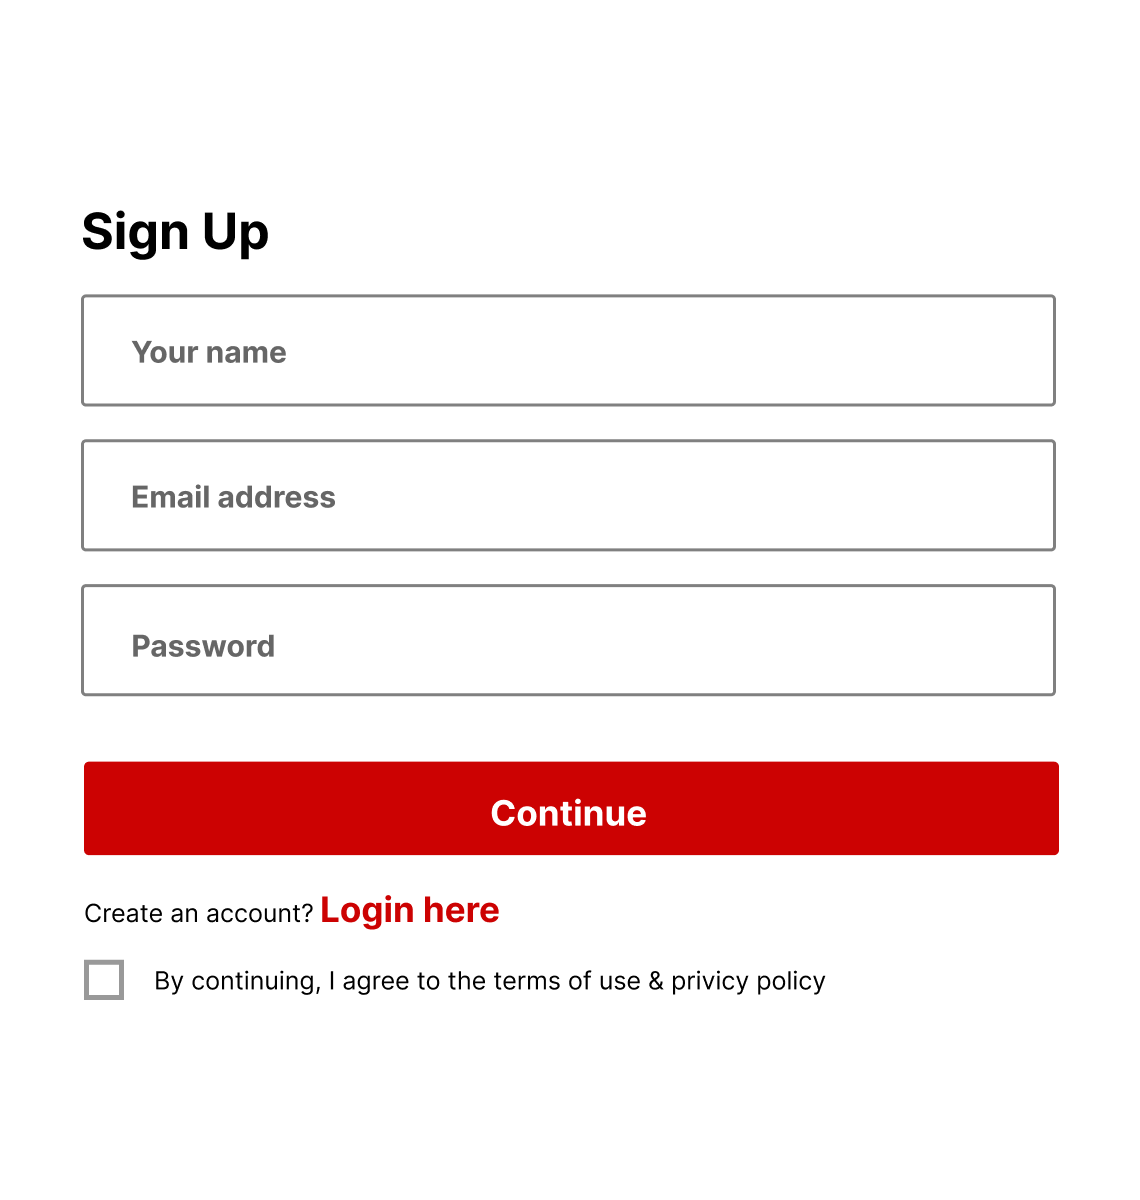 Sign Up
Your name
Email address
Password
Continue
Create an account? Login here
By continuing, I agree to the terms of use & privicy policy